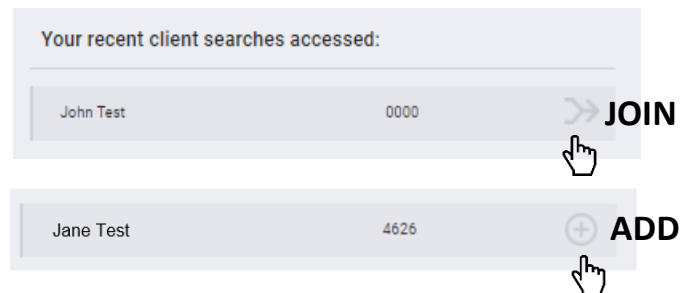 Your recent client searches accessed:
John Test 0000 JOIN
Jane Test 4626 ADD